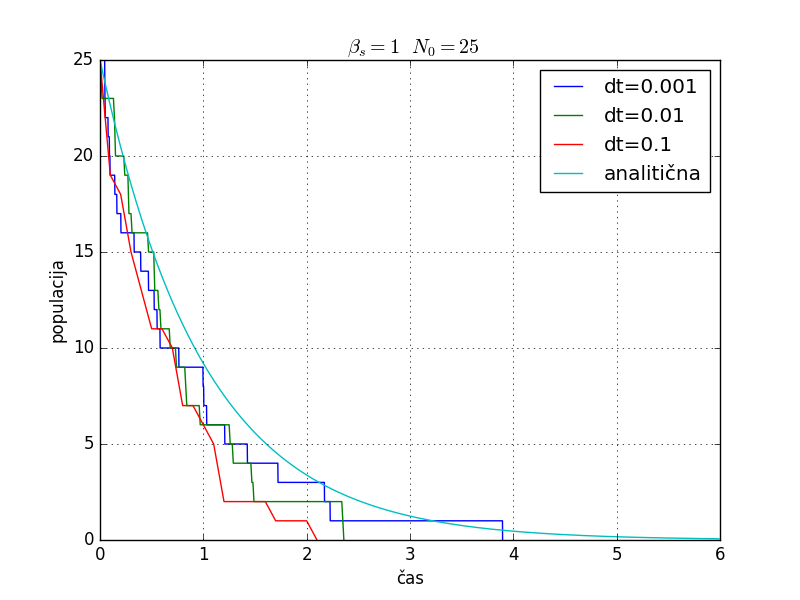 βₛ = 1 N₀ = 25
25
20
15
10
5
0
0 1 2 3 4 5 6
populacija
čas
dt=0.001
dt=0.01
dt=0.1
analitična